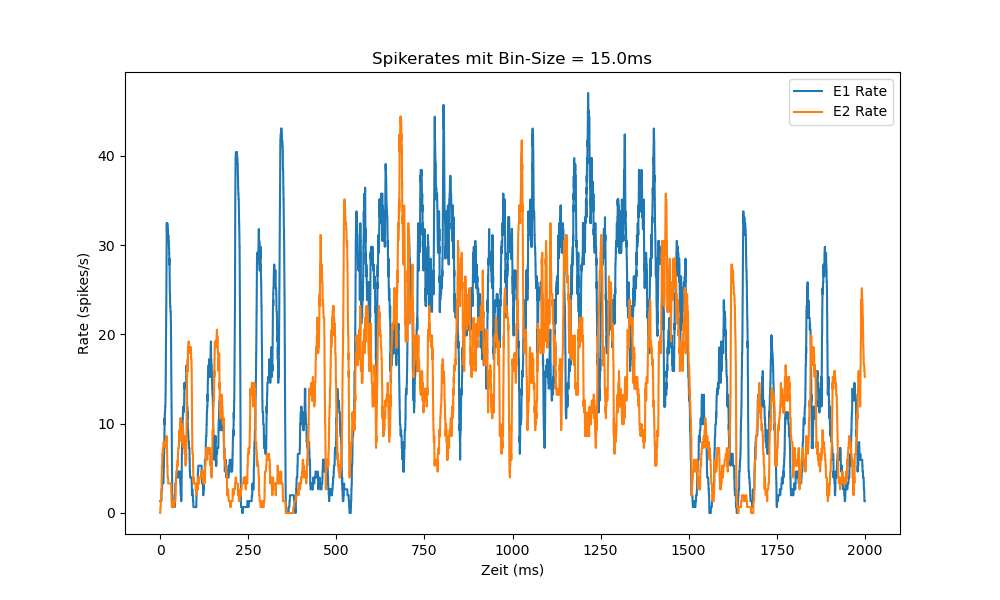 Spikerates mit Bin-Size = 15.0ms
E1 Rate
E2 Rate
Rate (spikes/s)
40
30
20
10
0
0 250 500 750 1000 1250 1500 1750 2000
Zeit (ms)